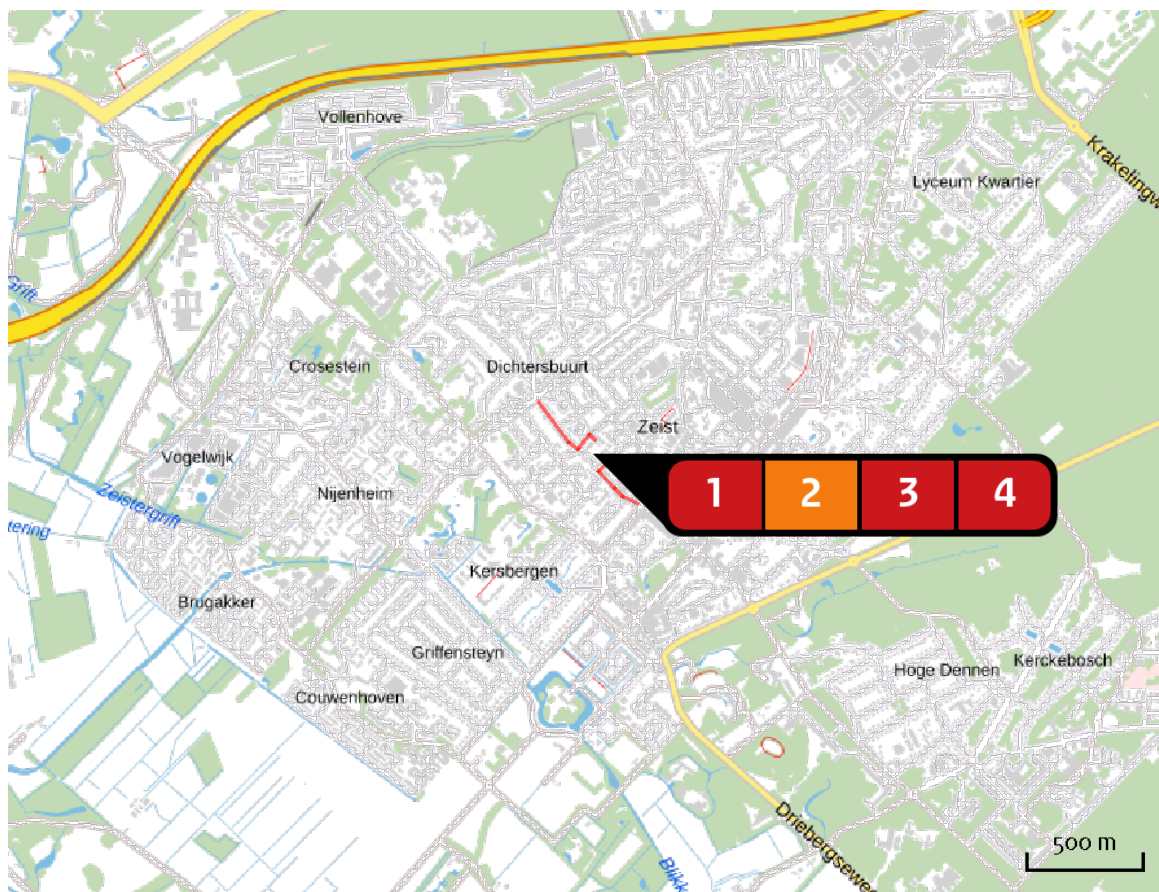 Vollenhove
Krakelingw
Lyceum Kwartier
Grift
Crosestein
Dichtersbuurt
Zeist
Vogelwijk
Zeistergrift
Nijenheim
1 2 3 4
tering
Kersbergen
Brugakker
Griffensteyn
Hoge Dennen
Kerckebosch
Couwenhoven
Driebergseweg
Blikk
500 m